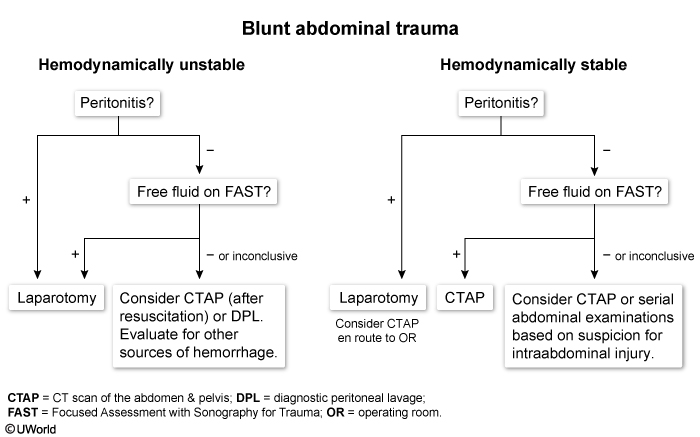 Blunt abdominal trauma
Hemodynamically unstable
Peritonitis?
+
–
Free fluid on FAST?
+
– or inconclusive
Laparotomy
Consider CTAP (after
resuscitation) or DPL.
Evaluate for other
sources of hemorrhage.
Hemodynamically stable
Peritonitis?
+
–
Free fluid on FAST?
+
– or inconclusive
Laparotomy
Consider CTAP
en route to OR
CTAP
Consider CTAP or serial
abdominal examinations
based on suspicion for
intraabdominal injury.
CTAP = CT scan of the abdomen & pelvis; DPL = diagnostic peritoneal lavage;
FAST = Focused Assessment with Sonography for Trauma; OR = operating room.
©UWorld